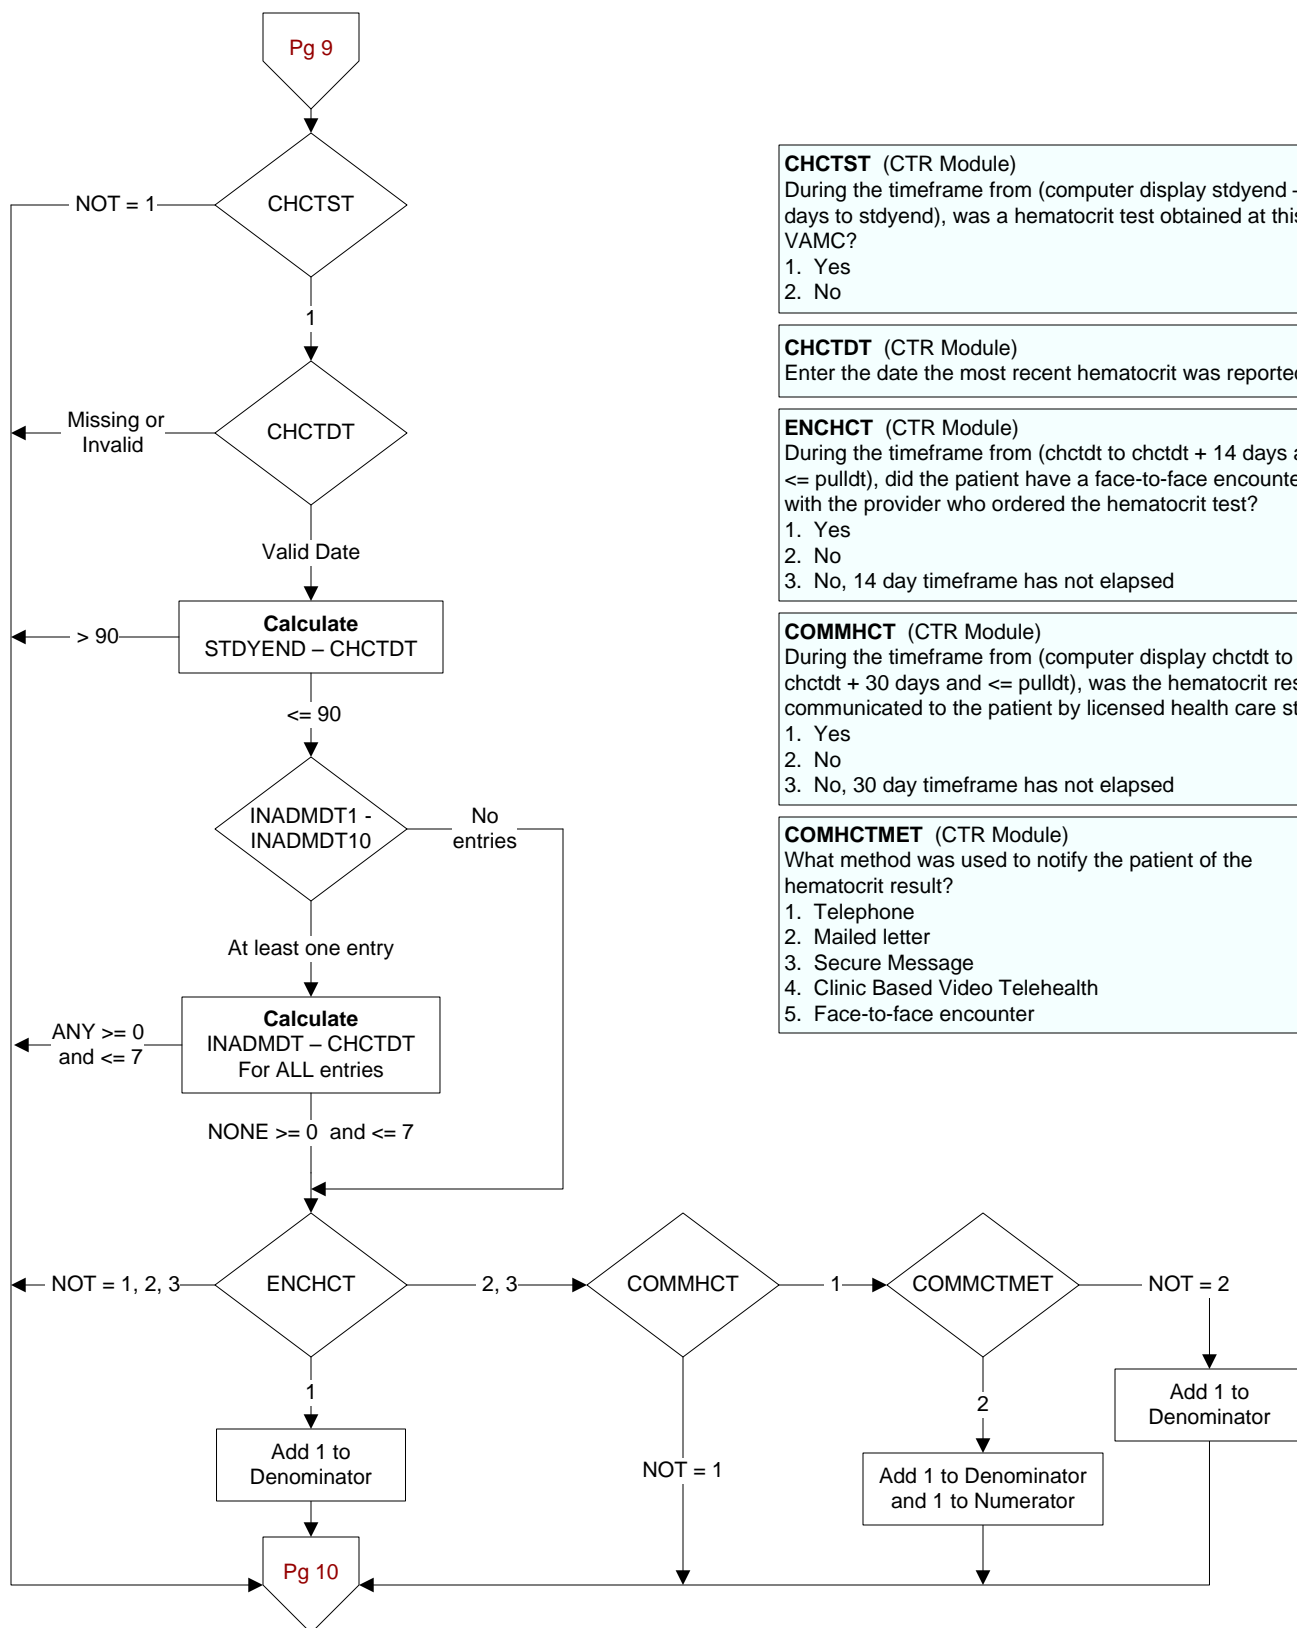 Pg 9
CHCTST
NOT = 1
1
CHCTDT
Missing or
Invalid
Valid Date
Calculate
STDYEND – CHCTDT
> 90
<= 90
INADMDT1 -
INADMDT10
No
entries
At least one entry
Calculate
INADMDT – CHCTDT
For ALL entries
ANY >= 0
and <= 7
NONE >= 0 and <= 7
ENCHCT
NOT = 1, 2, 3
2, 3
COMMHCT
1
COMMCTMET
NOT = 2
1
Add 1 to
Denominator
NOT = 1
2
Add 1 to Denominator
and 1 to Numerator
Add 1 to
Denominator
Pg 10
CHCTST (CTR Module)
During the timeframe from (computer display stdyend -
days to stdyend), was a hematocrit test obtained at this
VAMC?
1. Yes
2. No
CHCTDT (CTR Module)
Enter the date the most recent hematocrit was reported
ENCHCT (CTR Module)
During the timeframe from (chctdt to chctdt + 14 days
<= pulldt), did the patient have a face-to-face
with the provider who ordered the hematocrit test?
1. Yes
2. No
3. No, 14 day timeframe has not elapsed
COMMHCT (CTR Module)
During the timeframe from (computer display chctdt to
chctdt + 30 days and <= pulldt), was the hematocrit
communicated to the patient by licensed health care
1. Yes
2. No
3. No, 30 day timeframe has not elapsed
COMHCTMET (CTR Module)
What method was used to notify the patient of the
hematocrit result?
1. Telephone
2. Mailed letter
3. Secure Message
4. Clinic Based Video Telehealth
5. Face-to-face encounter